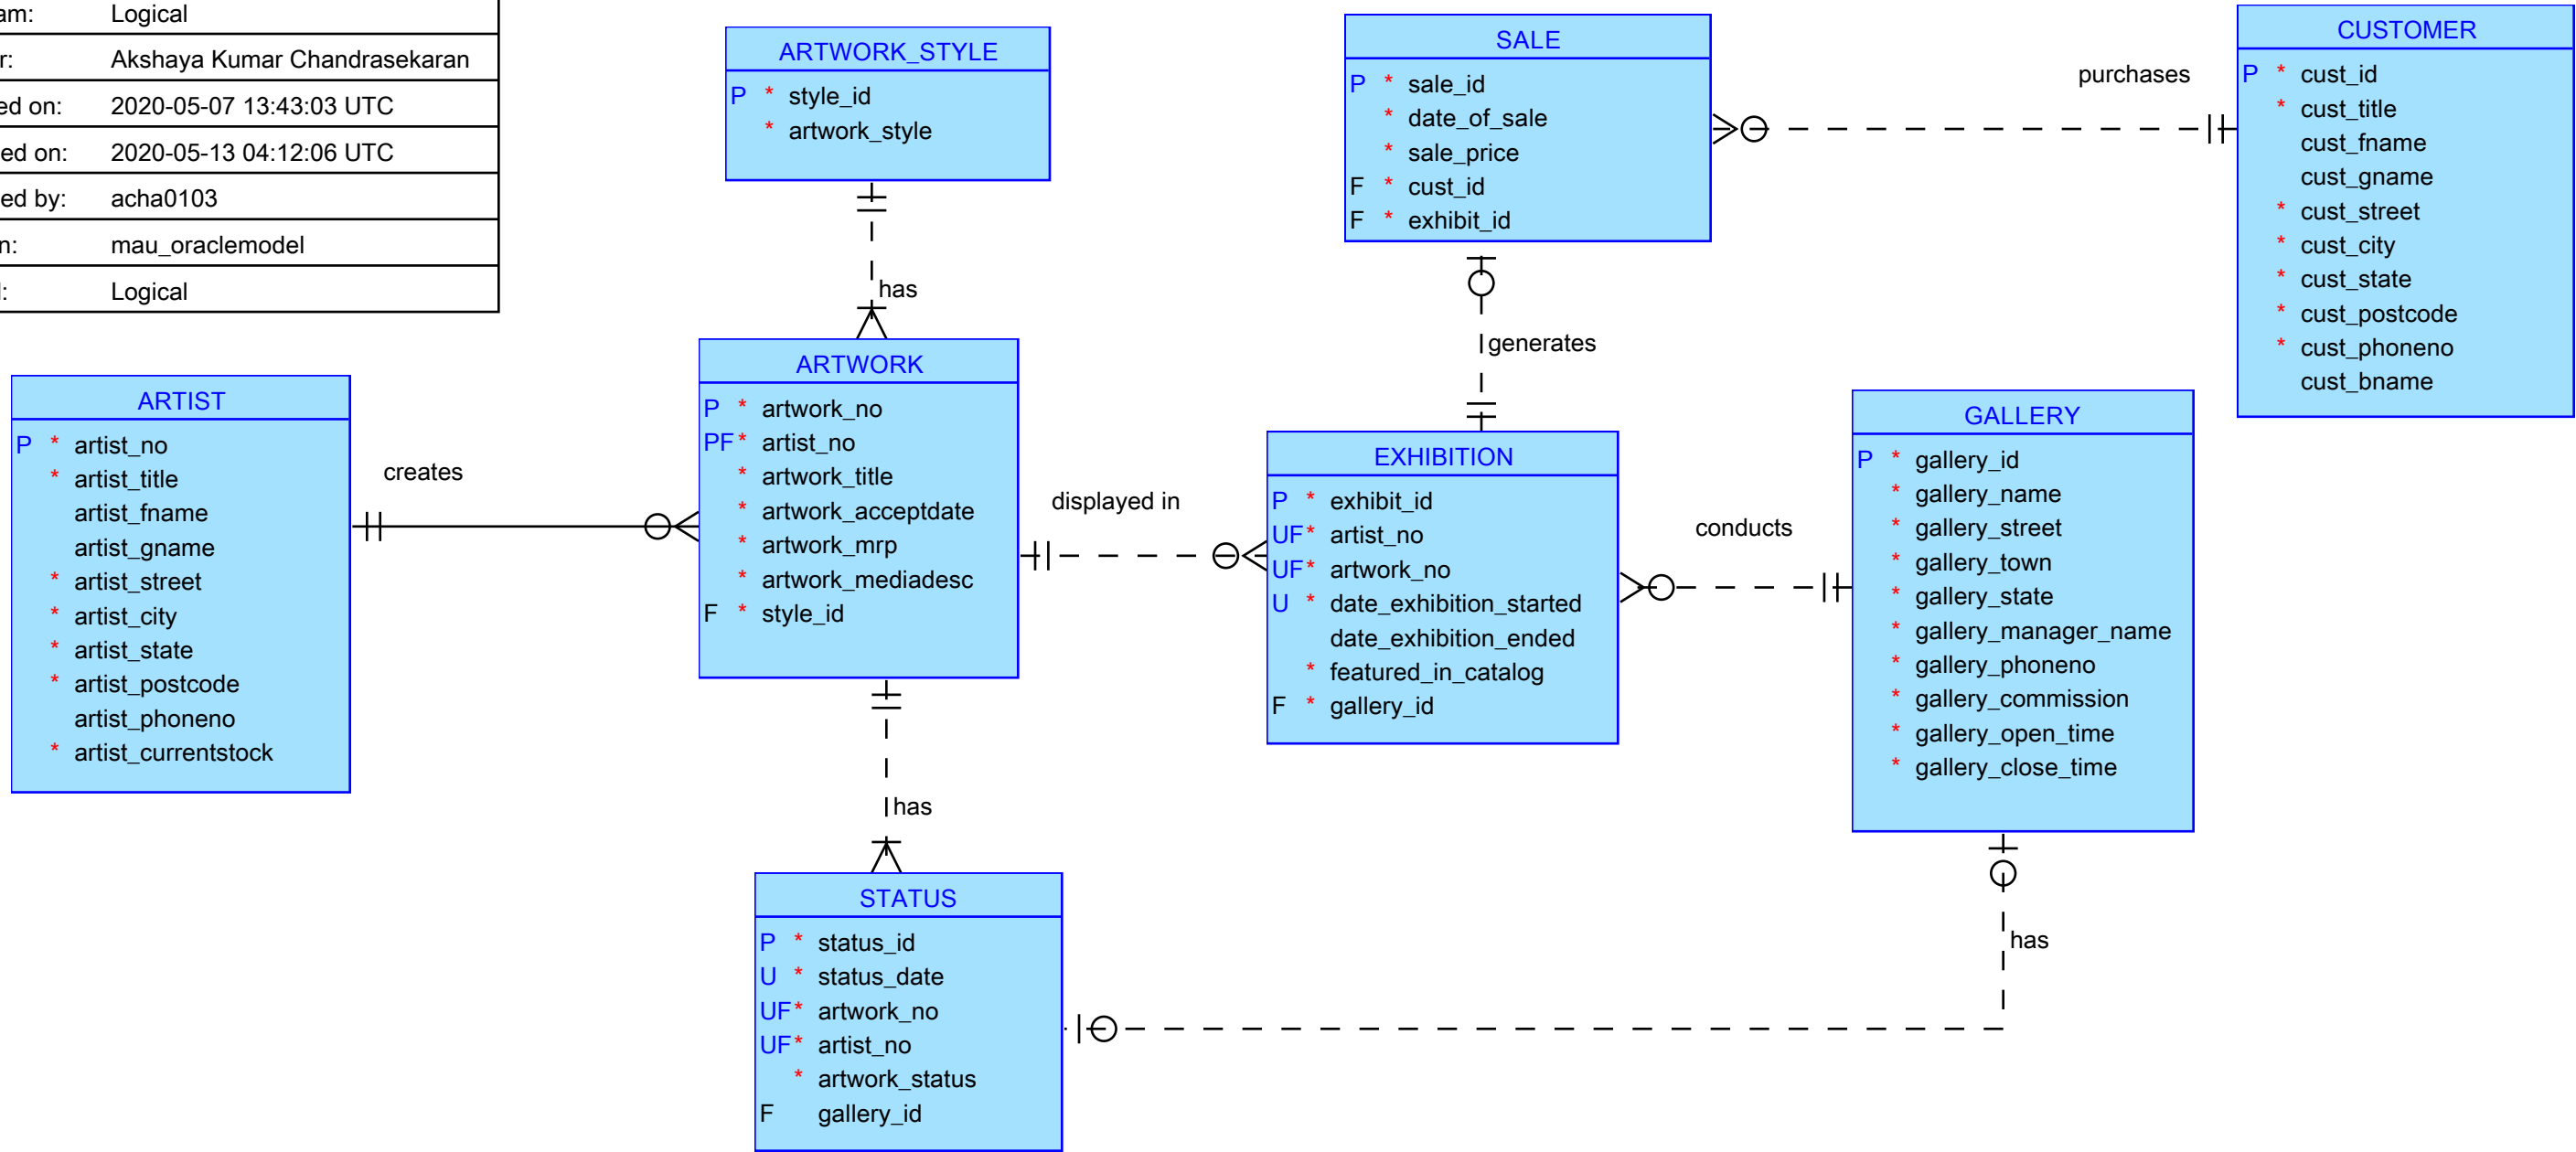 am: Logical
r: Akshaya Kumar Chandrasekaran
ed on: 2020-05-07 13:43:03 UTC
ed on: 2020-05-13 04:12:06 UTC
ed by: acha0103
n: mau_oraclemodel
l: Logical
ARTWORK_STYLE
P * style_id
* artwork_style
has
SALE
P * sale_id
* date_of_sale
* sale_price
F * cust_id
F * exhibit_id
purchases
CUSTOMER
P * cust_id
* cust_title
cust_fname
cust_gname
* cust_street
* cust_city
* cust_state
* cust_postcode
* cust_phoneno
cust_bname
generates
ARTIST
P * artist_no
* artist_title
artist_fname
artist_gname
* artist_street
* artist_city
* artist_state
* artist_postcode
artist_phoneno
* artist_currentstock
creates
ARTWORK
P * artwork_no
PF* artist_no
* artwork_title
* artwork_acceptdate
* artwork_mrp
* artwork_mediadesc
F * style_id
displayed in
EXHIBITION
P * exhibit_id
UF* artist_no
UF* artwork_no
U * date_exhibition_started
date_exhibition_ended
* featured_in_catalog
F * gallery_id
conducts
GALLERY
P * gallery_id
* gallery_name
* gallery_street
* gallery_town
* gallery_state
* gallery_manager_name
* gallery_phoneno
* gallery_commission
* gallery_open_time
* gallery_close_time
has
STATUS
P * status_id
U * status_date
UF* artwork_no
UF* artist_no
* artwork_status
F gallery_id
has